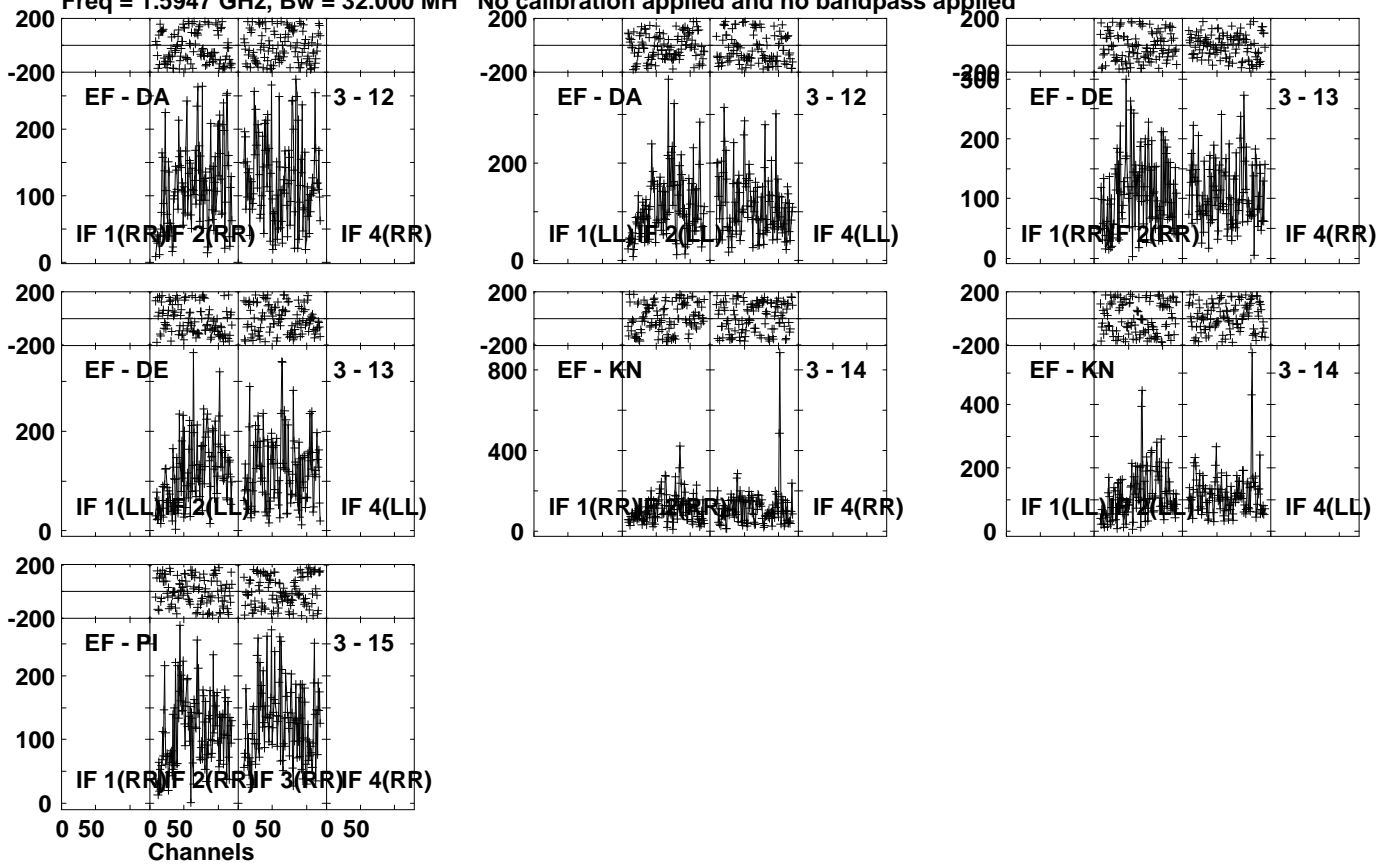 Freq = 1.5947 GHz, Bw = 32.000 MH No calibration applied and no bandpass applied
200 200 200
-200 -200 -200
300
EF - DA 3 - 12 EF - DA 3 - 12 EF - DE 3 - 13
200 200 200
150
100 100
50
IF 1(RR) IF 2(RR) IF 4(RR) IF 1(LL) IF 2(LL) IF 4(LL) IF 1(RR) IF 2(RR) IF 4(RR)
0 0 0
200 200 200
-200 -200 -200
EF - DE 3 - 13 EF - KN 3 - 14 EF - KN 3 - 14
800
400
200 400 200
IF 1(LL) IF 2(LL) IF 4(LL) IF 1(RR) IF 2(RR) IF 4(RR) IF 1(LL) IF 2(LL) IF 4(LL)
0 0 0
200
-200
EF - PI 3 - 15
200
100
IF 1(RR) IF 2(RR) IF 3(RR) IF 4(RR)
0
0 50 0 50 0 50 0 50
Channels